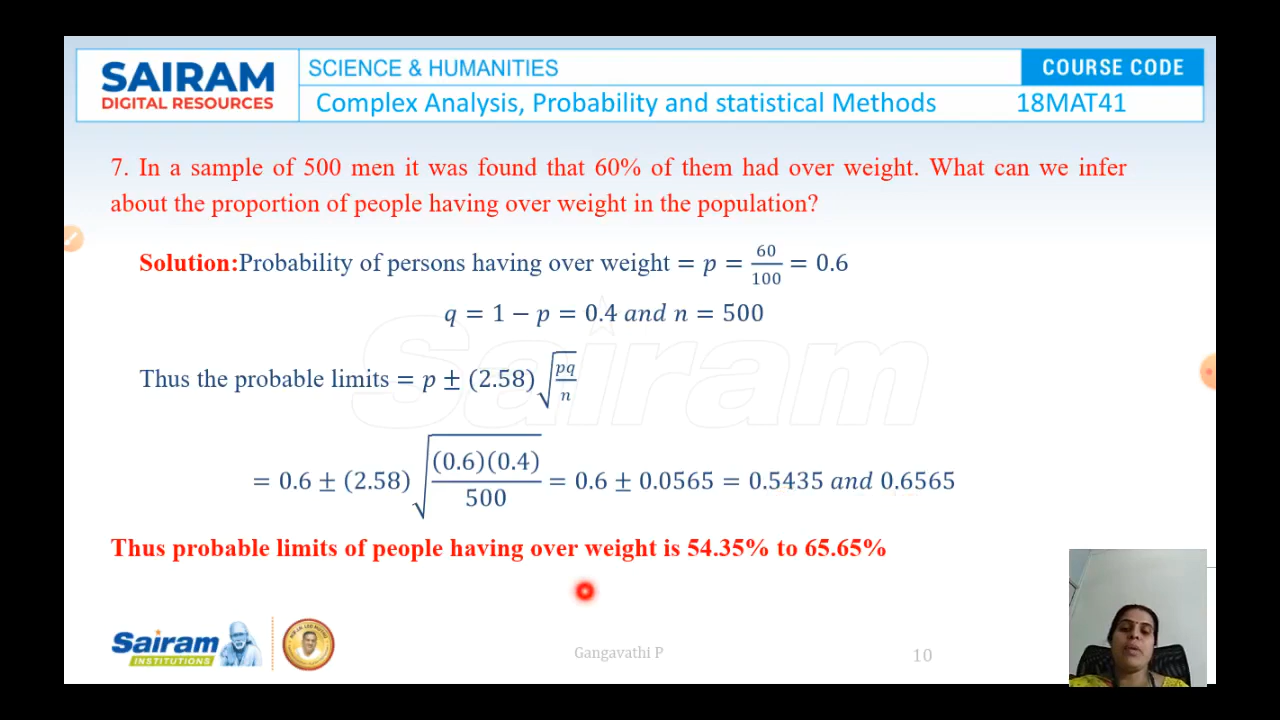 SAIRAM
DIGITAL RESOURCES
SCIENCE & HUMANITIES
COURSE CODE
Complex Analysis, Probability and statistical Methods
18MAT41
7. In a sample of 500 men it was found that 60% of them had over weight. What can we infer
about the proportion of people having over weight in the population?
Solution:Probability of persons having over weight = p = 60/100 = 0.6
q = 1 − p = 0.4 and n = 500
Thus the probable limits = p ± (2.58) √(pq/n)
= 0.6 ± (2.58) √((0.6)(0.4)/500) = 0.6 ± 0.0565 = 0.5435 and 0.6565
Thus probable limits of people having over weight is 54.35% to 65.65%
Sairam
Sairam
INSTITUTIONS
Gangavathi P
10